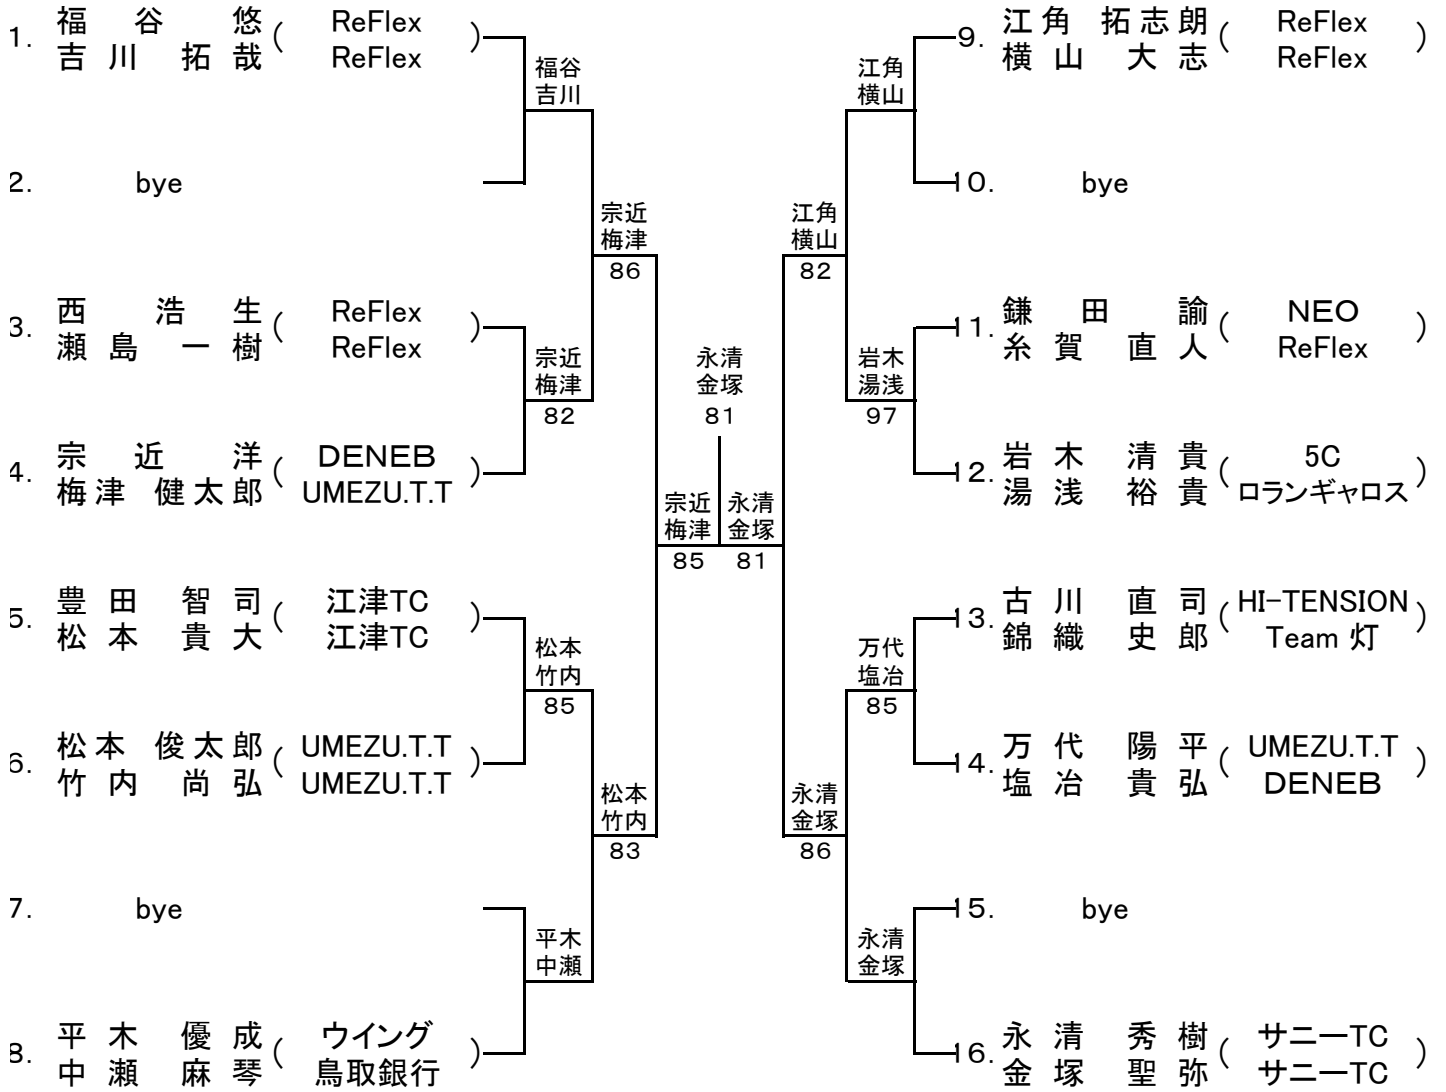 1. 福谷 悠 ( ReFlex )
吉川 拓哉 ( ReFlex )
2. bye
3. 西 浩生 ( ReFlex )
瀬島 一樹 ( ReFlex )
4. 宗近 洋 ( DENEB )
梅津 健太郎 ( UMEZU.T.T )
5. 豊田 智司 ( 江津TC )
松本 貴大 ( 江津TC )
6. 松本 俊太郎 ( UMEZU.T.T )
竹内 尚弘 ( UMEZU.T.T )
7. bye
8. 平木 優成 ( ウイング )
中瀬 麻琴 ( 鳥取銀行 )
福谷
吉川
宗近
梅津
82
松本
竹内
85
平木
中瀬
宗近
梅津
86
松本
竹内
83
宗近
梅津
85
永清
金塚
81
永清
金塚
81
江角
横山
82
永清
金塚
86
江角
横山
岩木
湯浅
97
万代
塩冶
85
永清
金塚
9. 江角 拓志朗 ( ReFlex )
横山 大志 ( ReFlex )
10. bye
11. 鎌田 諭 ( NEO )
糸賀 直人 ( ReFlex )
12. 岩木 清貴 ( 5C )
湯浅 裕貴 ( ロランギャロス )
13. 古川 直司 ( HI-TENSION )
錦織 史郎 ( Team 灯 )
14. 万代 陽平 ( UMEZU.T.T )
塩冶 貴弘 ( DENEB )
15. bye
16. 永清 秀樹 ( サニーTC )
金塚 聖弥 ( サニーTC )